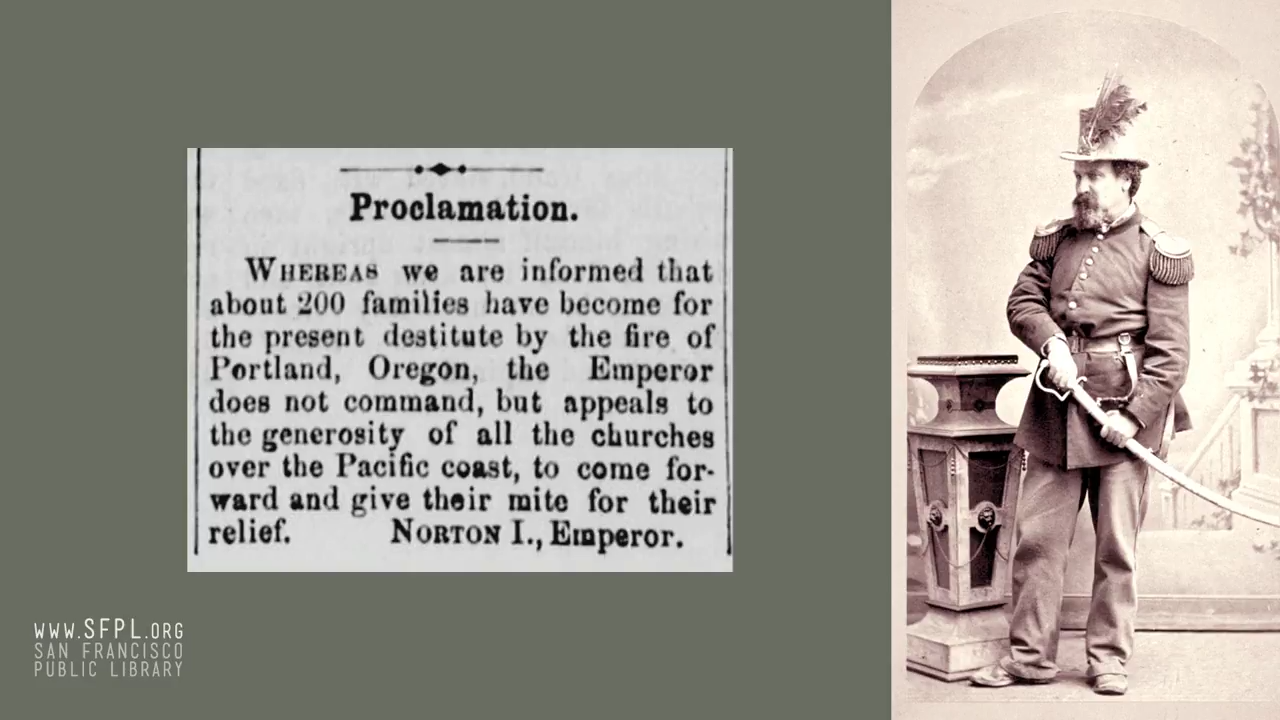 Proclamation.
WHEREAS we are informed that
about 200 families have become for
the present destitute by the fire of
Portland, Oregon, the Emperor
does not command, but appeals to
the generosity of all the churches
over the Pacific coast, to come for-
ward and give their mite for their
relief. NORTON I., Emperor.
WWW.SFPL.ORG
SAN FRANCISCO
PUBLIC LIBRARY